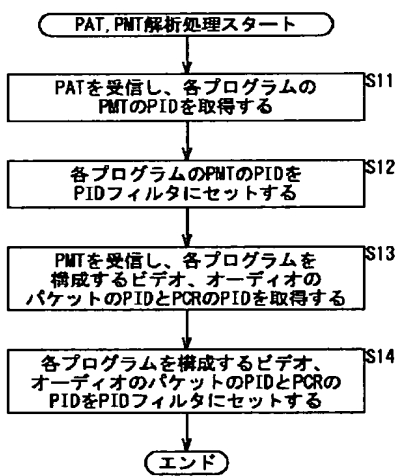 PAT,PMT解析処理スタート
S11
PATを受信し、各プログラムの
PMTのPIDを取得する
S12
各プログラムのPMTのPIDを
PIDフィルタにセットする
S13
PMTを受信し、各プログラムを
構成するビデオ、オーディオの
パケットのPIDとPCRのPIDを取得する
S14
各プログラムを構成するビデオ、
オーディオのパケットのPIDとPCRの
PIDをPIDフィルタにセットする
エンド